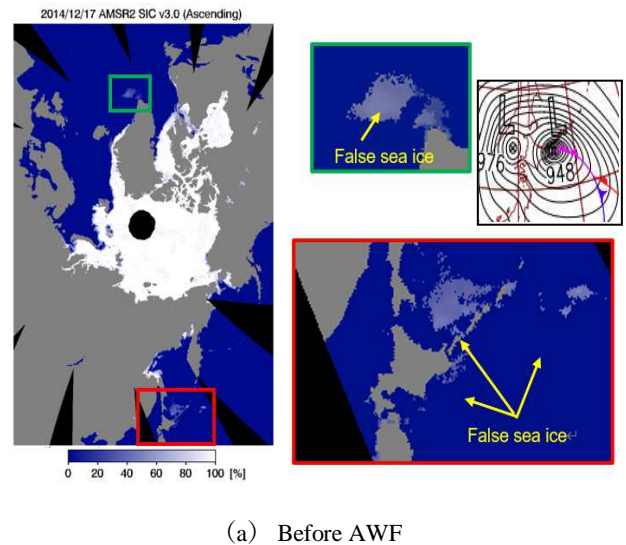 2014/12/17 AMSR2 SIC v3.0 (Ascending)
False sea ice
L
L
976
948
False sea ice↵
0 20 40 60 80 100 [%]
(a) Before AWF